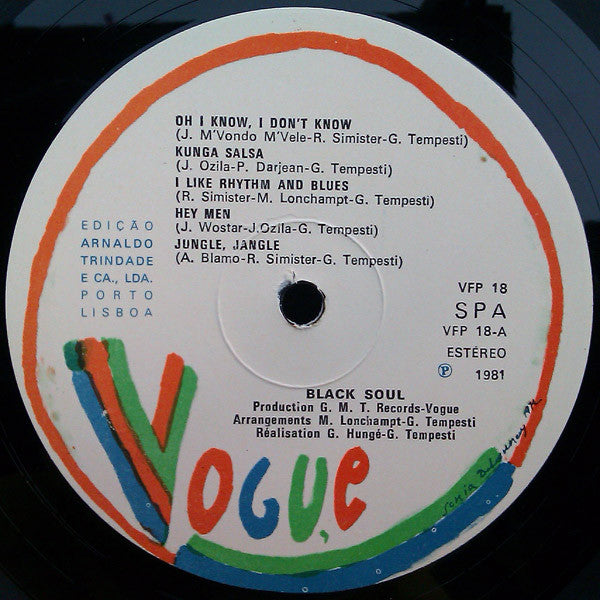 OH I KNOW, I DON'T KNOW
(J. M'Vondo M'Vele-R. Simister-G. Tempesti)
KUNGA SALSA
(J. Ozila-P. Darjean-G. Tempesti)
I LIKE RHYTHM AND BLUES
(R. Simister-M. Lonchampt-G. Tempesti)
HEY MEN
(J. Wostar-J.Ozila-G. Tempesti)
JUNGLE, JANGLE
(A. Blamo-R. Simister-G. Tempesti)
EDIÇÃO
ARNALDO
TRINDADE
E CA., LDA.
PORTO
LISBOA
VFP 18
SPA
VFP 18-A
ESTÉREO
Ⓟ 1981
BLACK SOUL
Production G. M. T. Records-Vogue
Arrangements M. Lonchampt-G. Tempesti
Réalisation G. Hungé-G. Tempesti
VOGUE
Sonia Delaunay